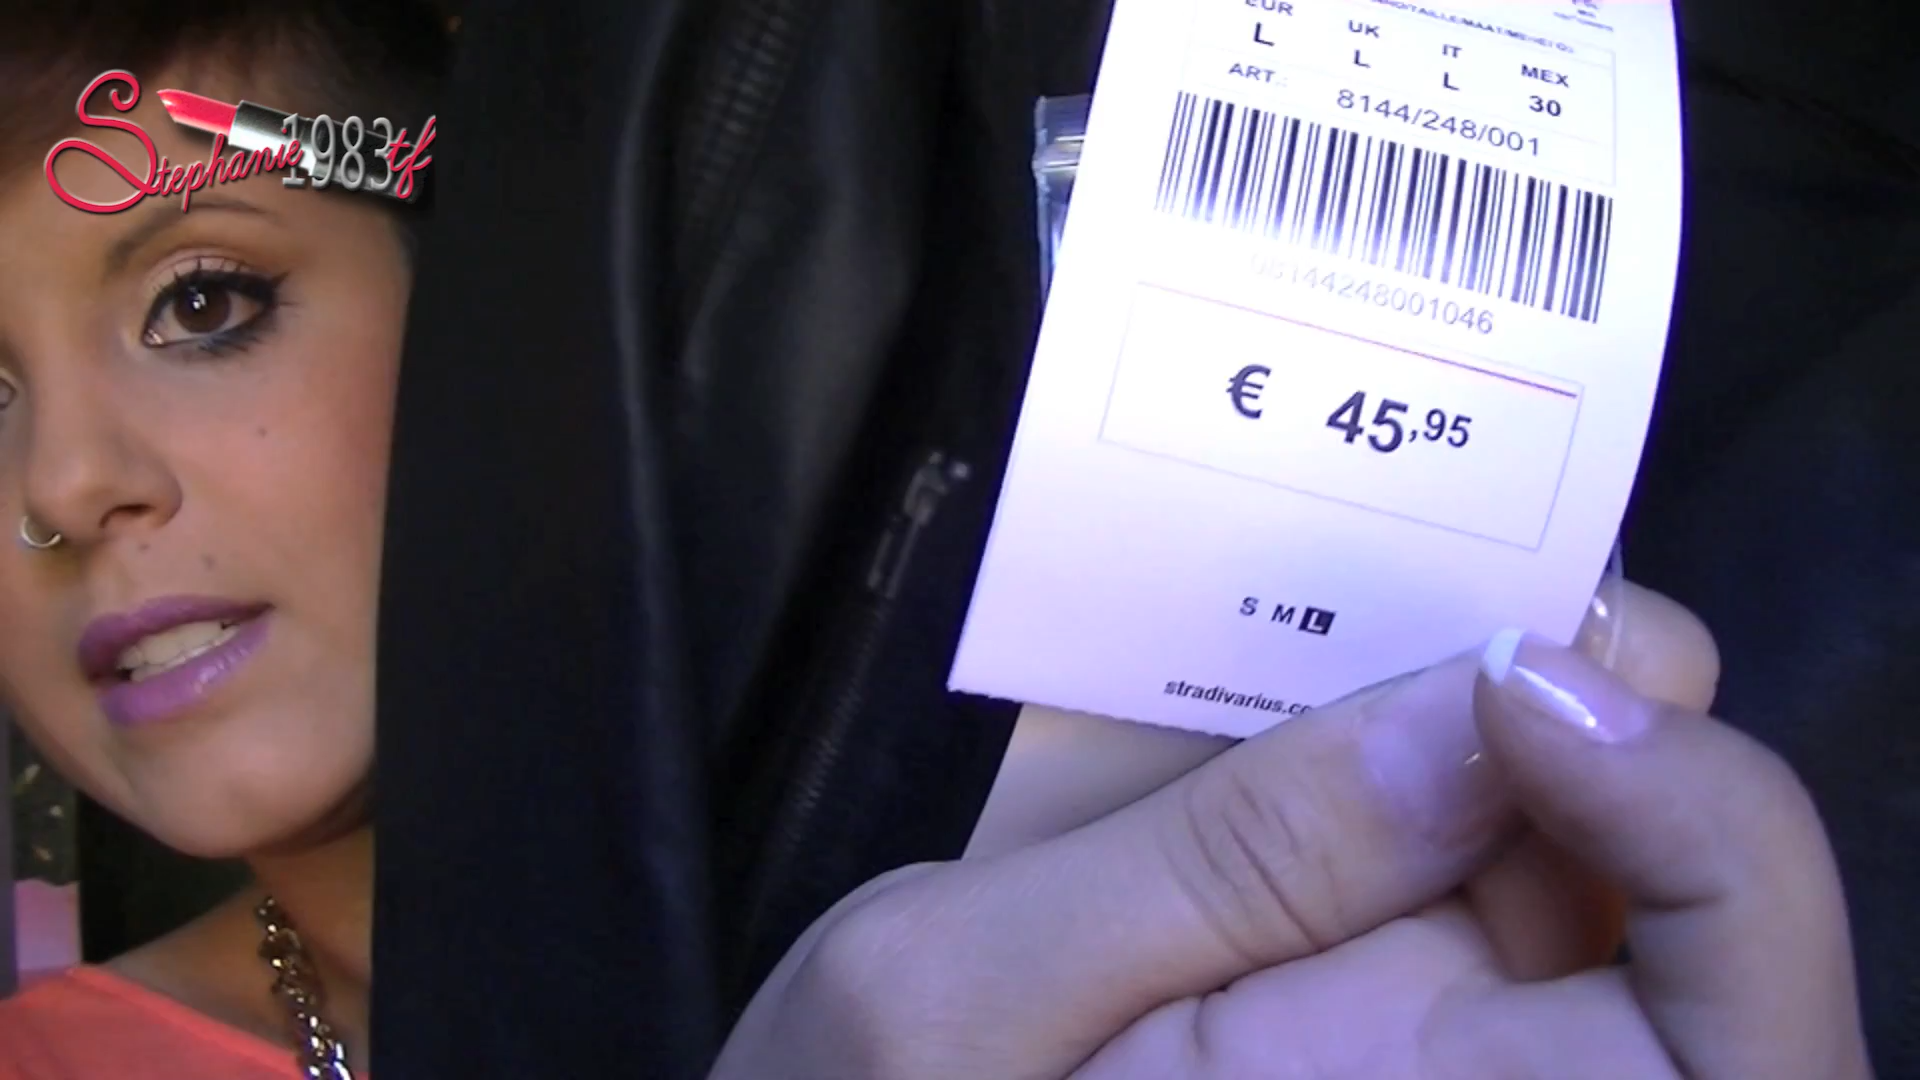 Stephanie1983tf
EUR UK IT MEX
L L L 30
ART.: 8144/248/001
08144248001046
€ 45,95
S M L
stradivarius.co